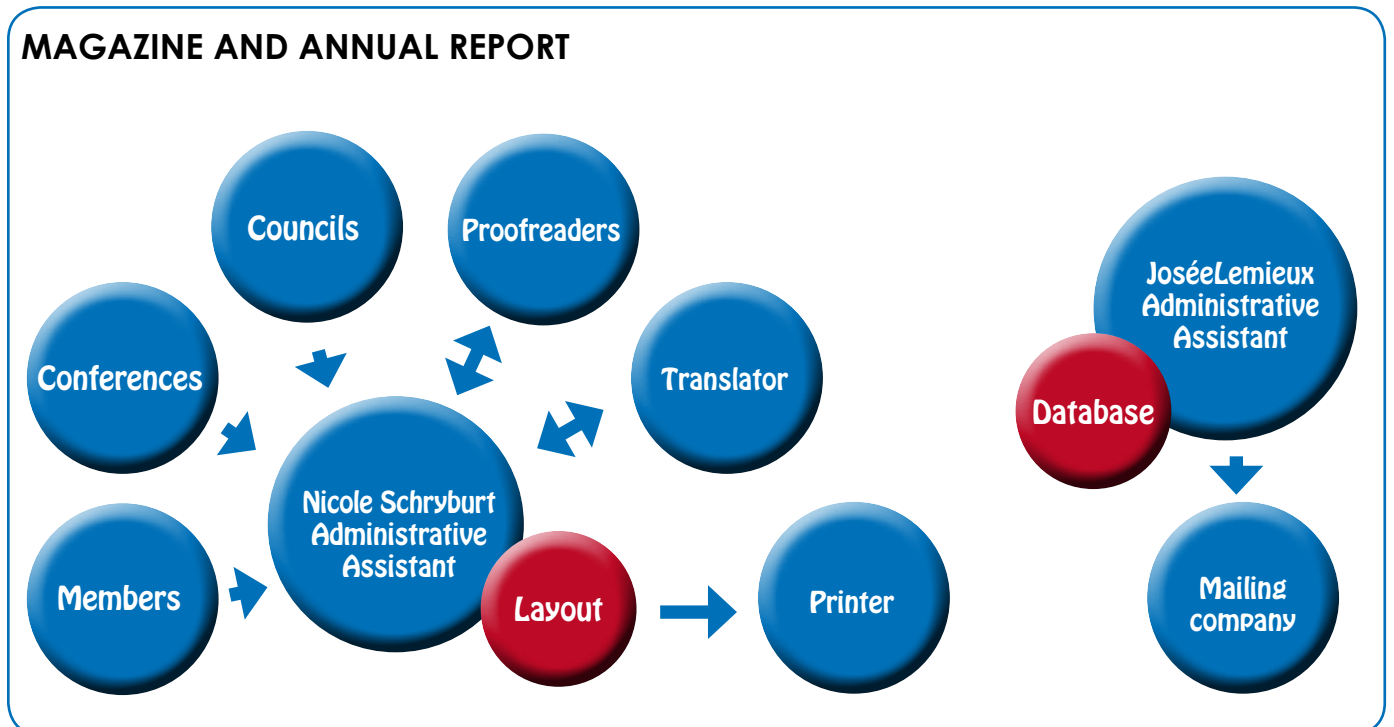 MAGAZINE AND ANNUAL REPORT
Councils
Proofreaders
Conferences
Translator
Members
Nicole Schryburt
Administrative
Assistant
Layout
Printer
JoséeLemieux
Administrative
Assistant
Database
Mailing
company